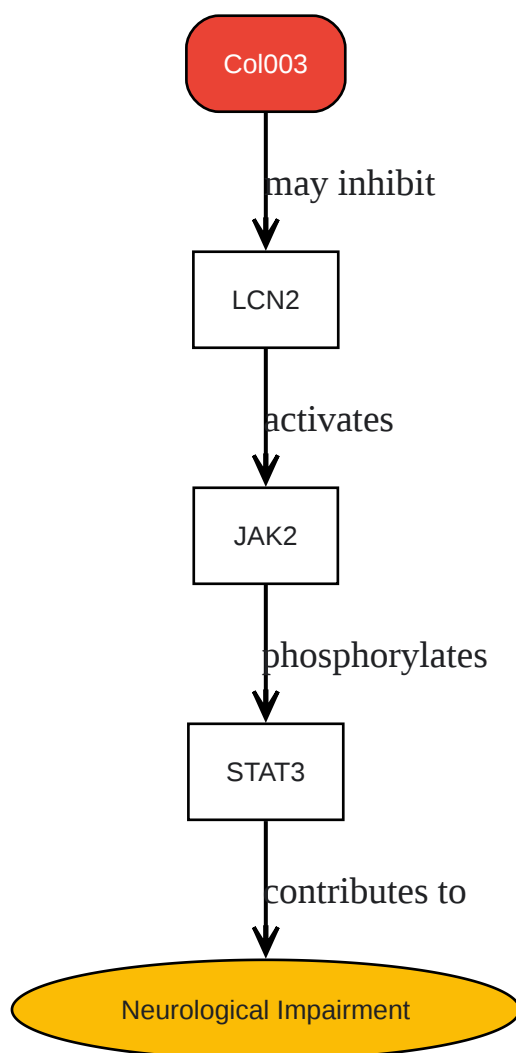 Col003
may inhibit
LCN2
activates
JAK2
phosphorylates
STAT3
contributes to
Neurological Impairment